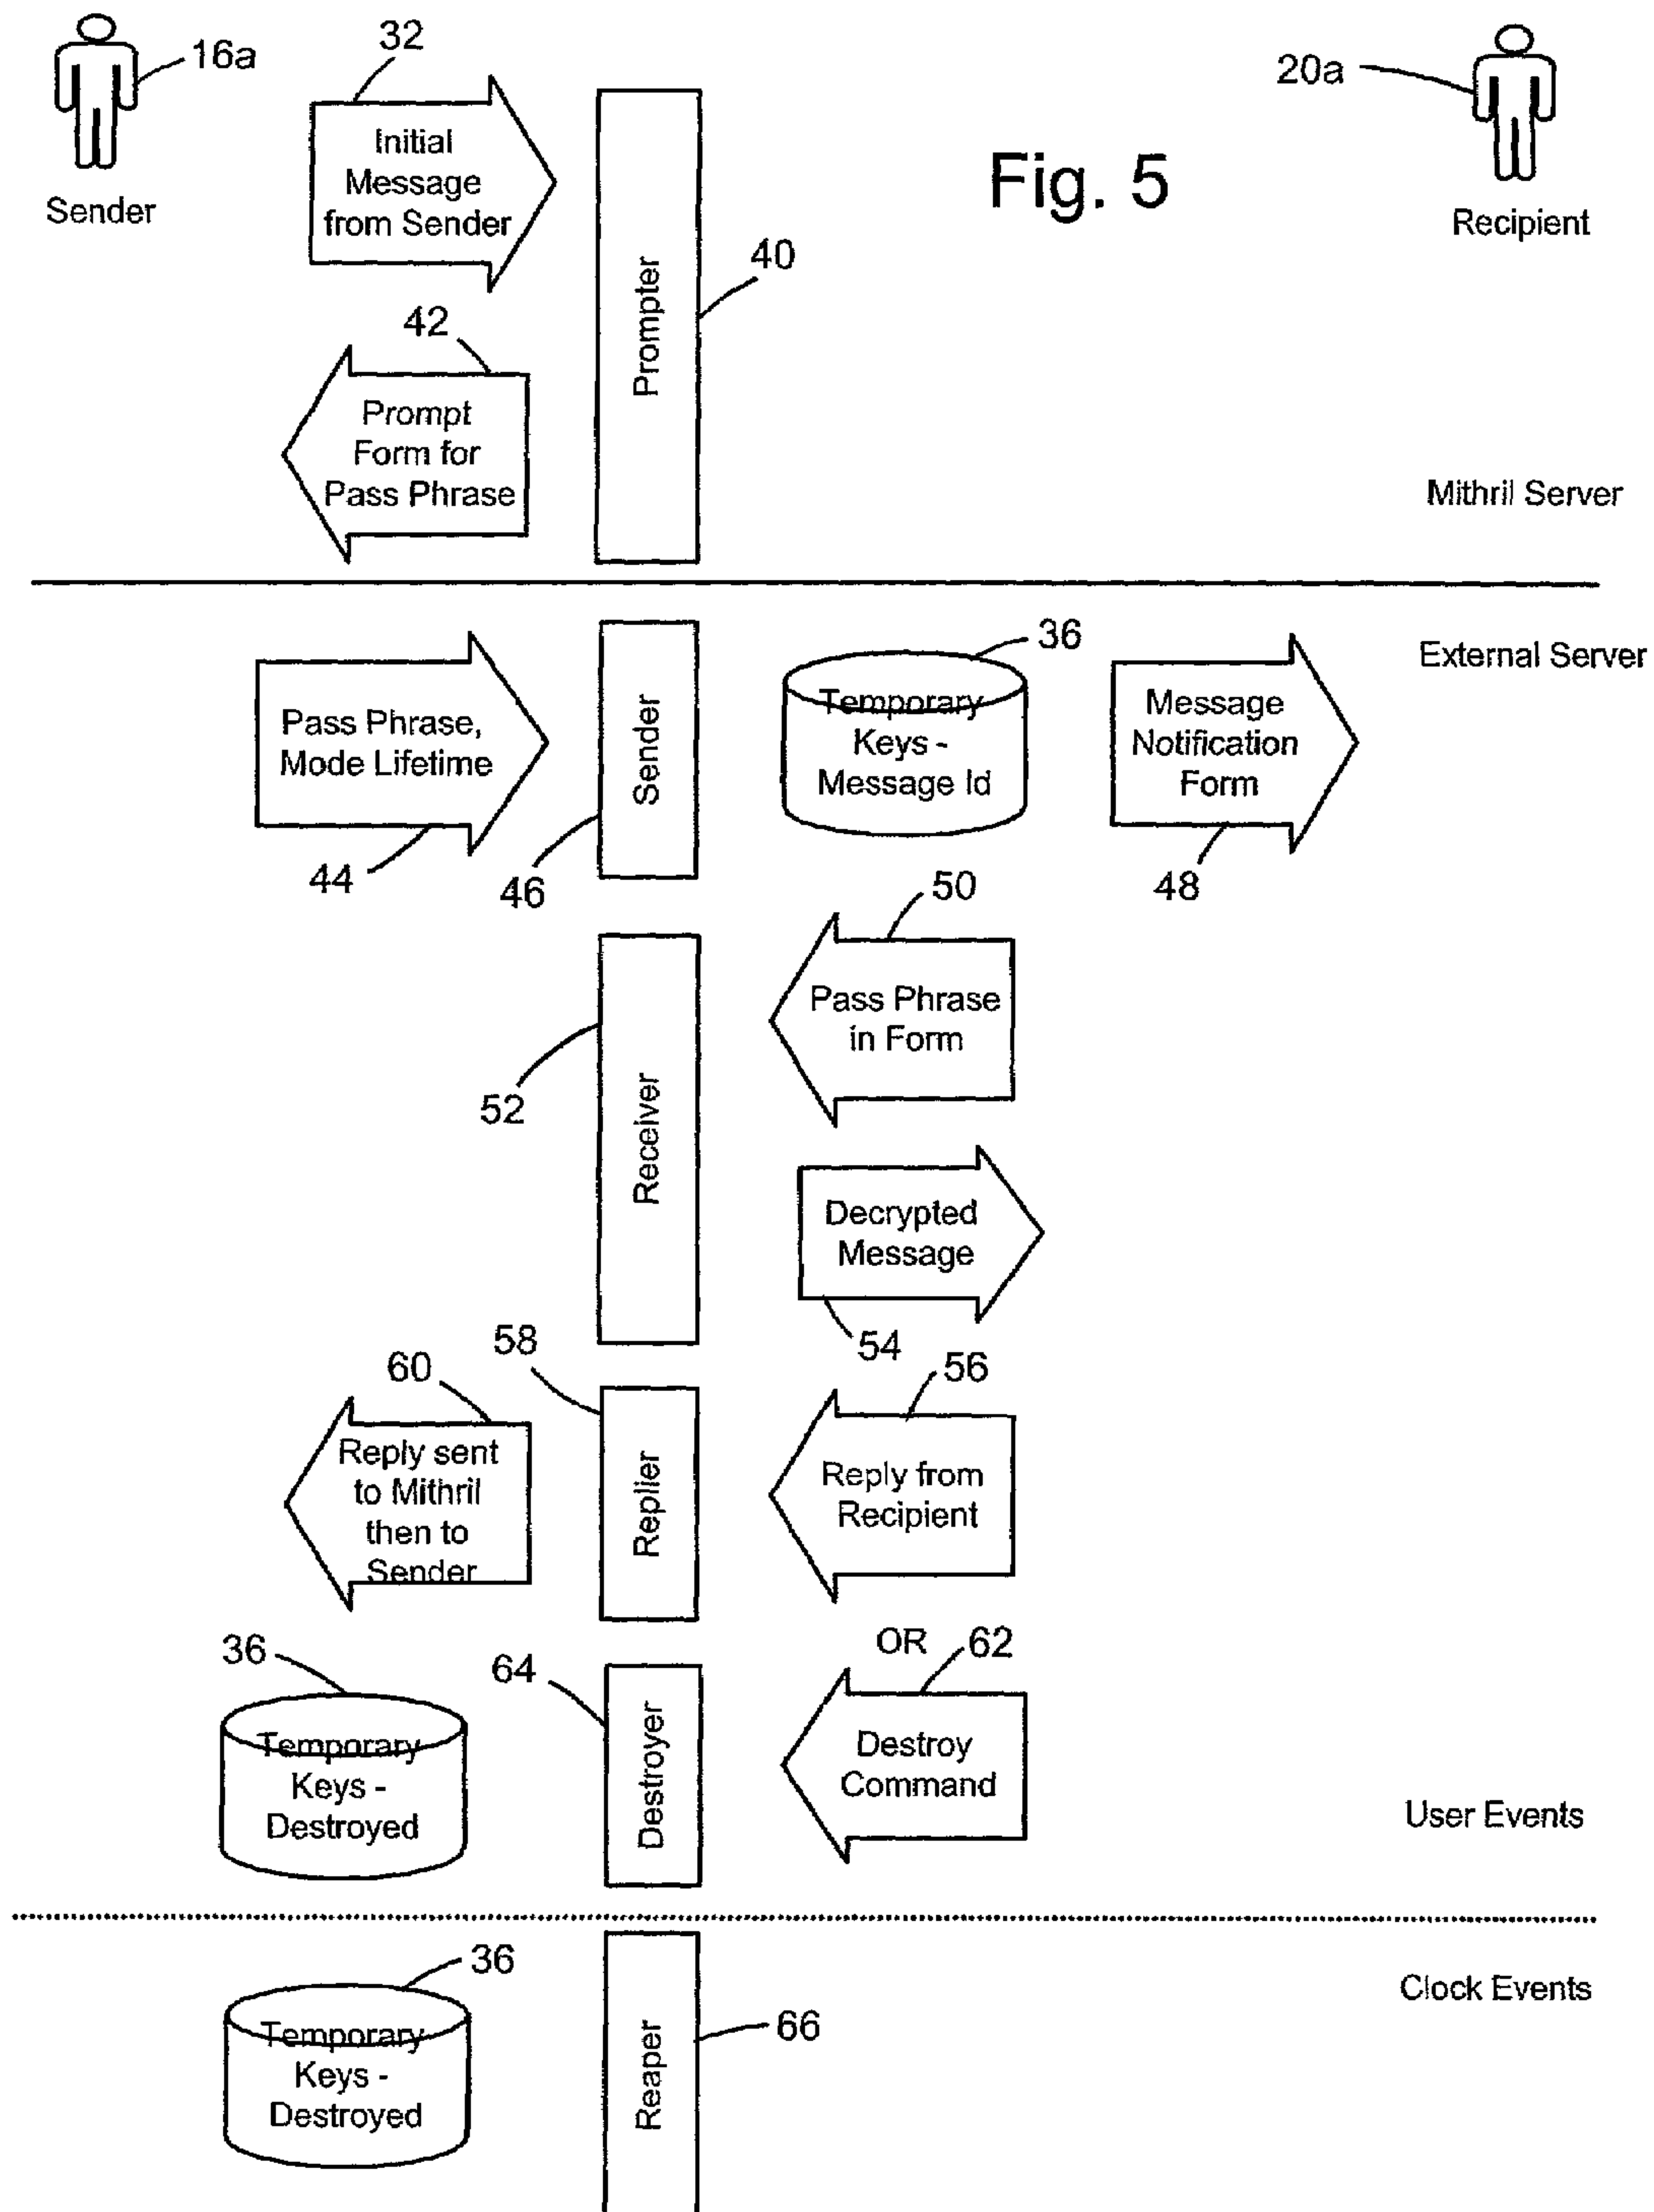 16a
Sender
32
Initial
Message
from Sender
Fig. 5
20a
Recipient
40
Prompter
42
Prompt
Form for
Pass Phrase
Mithril Server
External Server
Pass Phrase,
Mode Lifetime
44
Sender
46
36
Temporary
Keys -
Message Id
Message
Notification
Form
48
50
Pass Phrase
in Form
52
Receiver
Decrypted
Message
54
58
60
56
Reply sent
to Mithril
then to
Sender
Replier
Reply from
Recipient
OR
62
36
64
Temporary
Keys -
Destroyed
Destroyer
Destroy
Command
User Events
Clock Events
36
Temporary
Keys -
Destroyed
Reaper
66